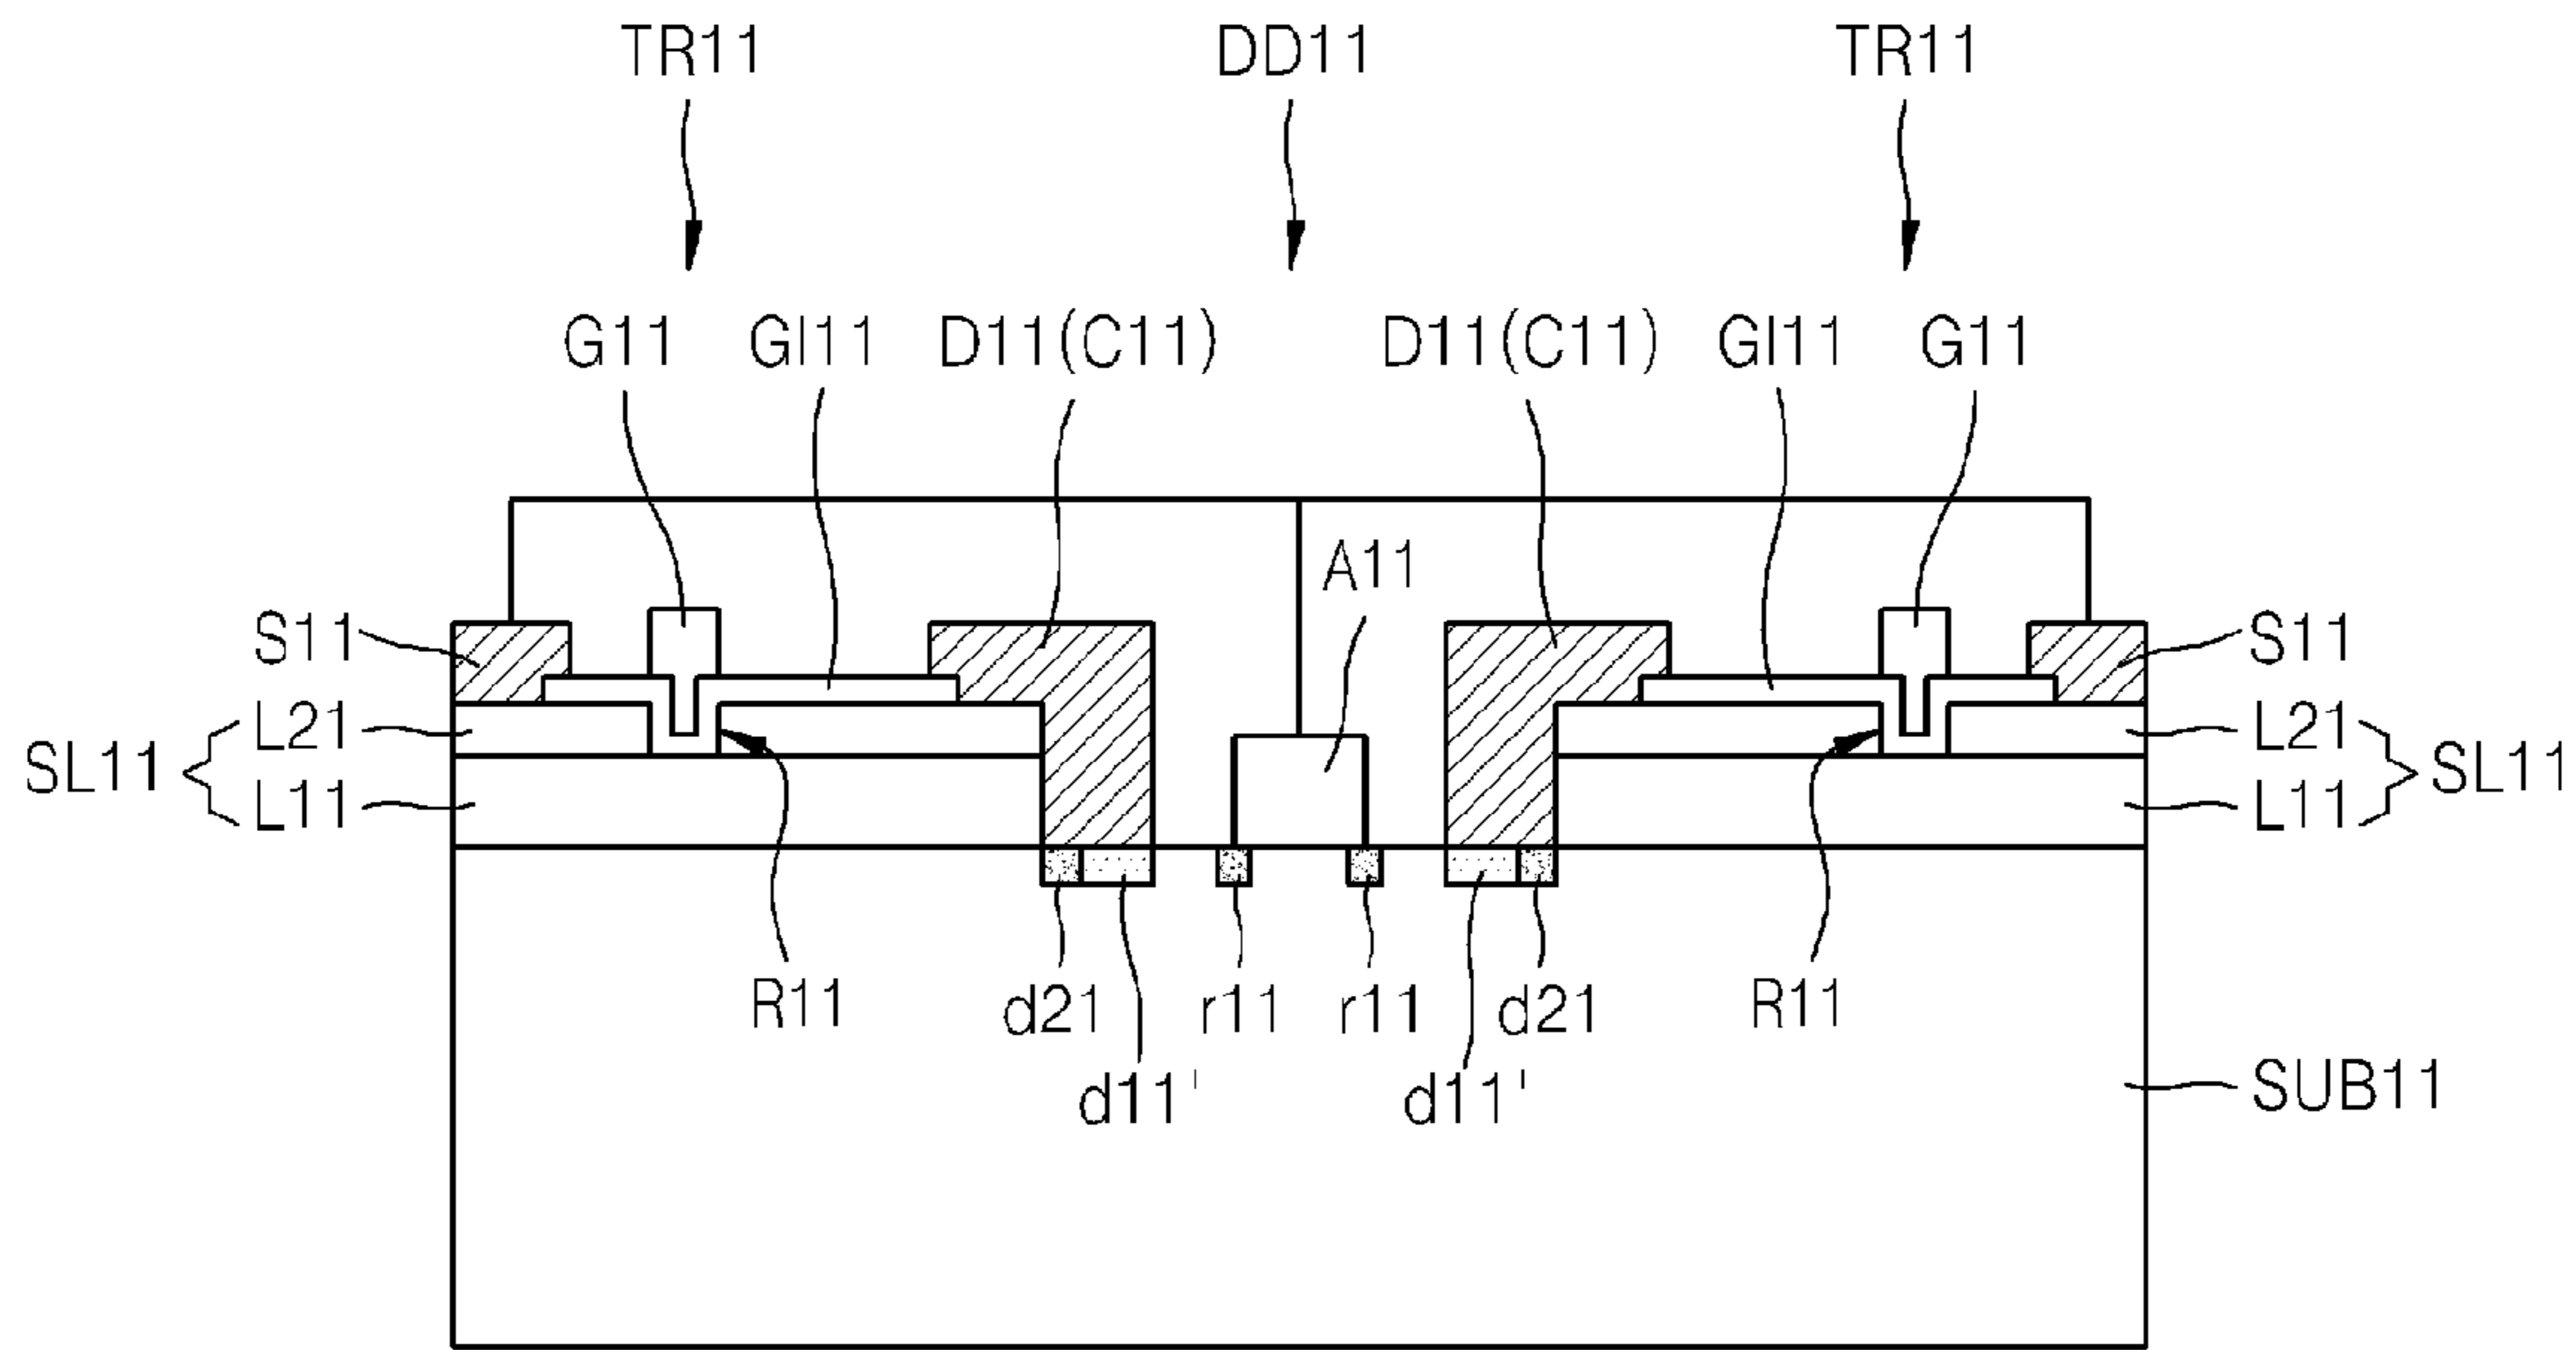 TR11 DD11 TR11
G11 GI11 D11(C11) D11(C11) GI11 G11
A11
S11 S11
L21 L21
SL11 SL11
L11 L11
R11 d21 r11 r11 d21 R11
d11' d11' SUB11